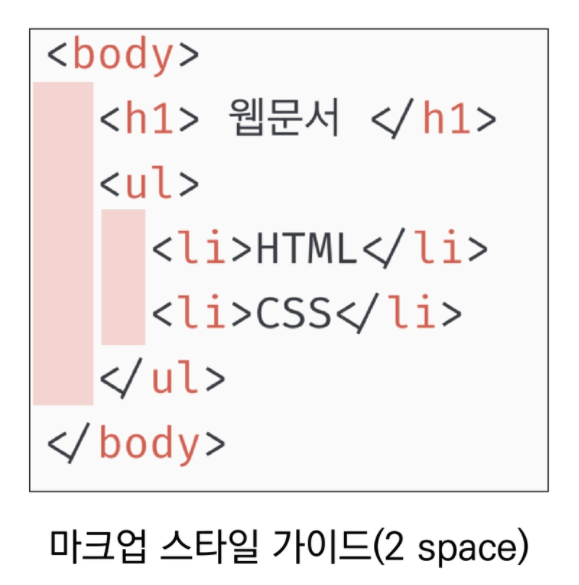 <body>
  <h1> 웹문서 </h1>
  <ul>
    <li>HTML</li>
    <li>CSS</li>
  </ul>
</body>
마크업 스타일 가이드(2 space)